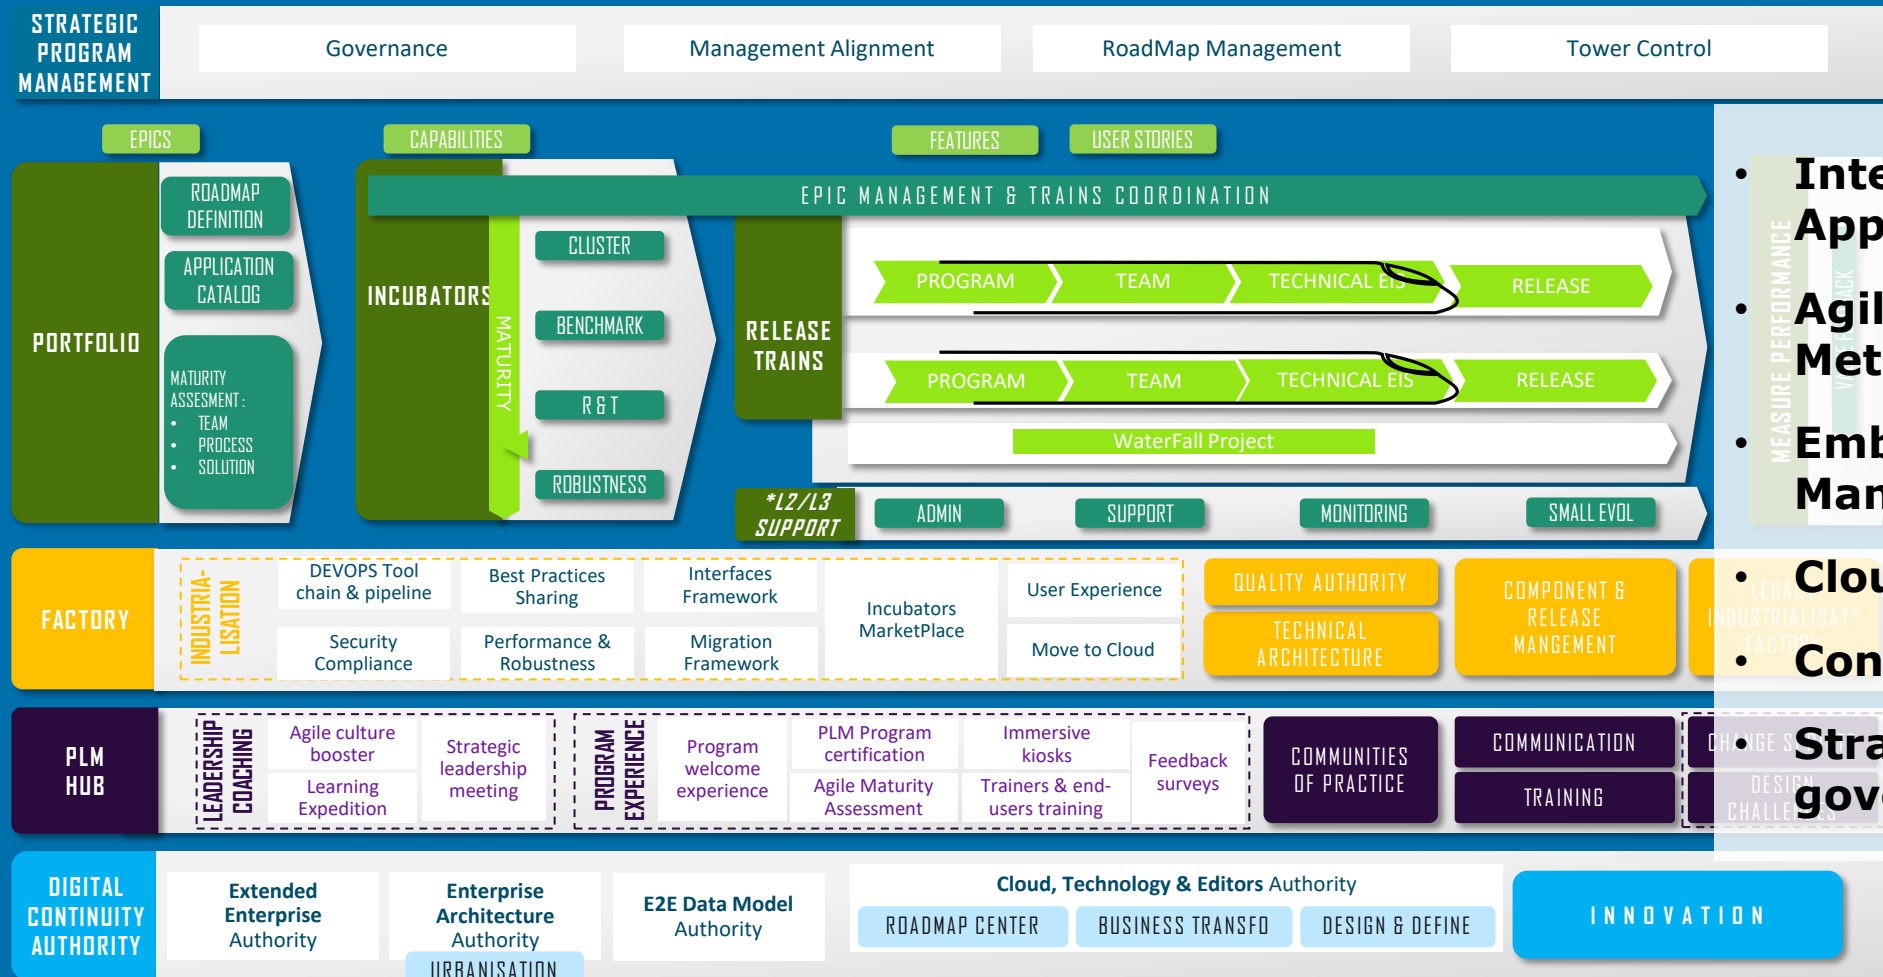 STRATEGIC
PROGRAM
MANAGEMENT
Governance
Management Alignment
RoadMap Management
Tower Control
EPICS
CAPABILITIES
FEATURES
USER STORIES
PORTFOLIO
ROADMAP
DEFINITION
APPLICATION
CATALOG
MATURITY
ASSESMENT :
• TEAM
• PROCESS
• SOLUTION
INCUBATORS
MATURITY
CLUSTER
BENCHMARK
R & T
ROBUSTNESS
EPIC MANAGEMENT & TRAINS COORDINATION
RELEASE
TRAINS
PROGRAM
TEAM
TECHNICAL EIS
RELEASE
PROGRAM
TEAM
TECHNICAL EIS
RELEASE
WaterFall Project
*L2/L3
SUPPORT
ADMIN
SUPPORT
MONITORING
SMALL EVOL
MEASURE PERFORMANCE
FACTORY
INDUSTRIA-
LISATION
DEVOPS Tool
chain & pipeline
Best Practices
Sharing
Interfaces
Framework
Incubators
MarketPlace
User Experience
Security
Compliance
Performance &
Robustness
Migration
Framework
Move to Cloud
QUALITY AUTHORITY
TECHNICAL
ARCHITECTURE
COMPONENT &
RELEASE
MANGEMENT
INDUSTRIALISAT°
PLM
HUB
LEADERSHIP
COACHING
Agile culture
booster
Learning
Expedition
Strategic
leadership
meeting
PROGRAM
EXPERIENCE
Program
welcome
experience
PLM Program
certification
Agile Maturity
Assessment
Immersive
kiosks
Trainers & end-
users training
Feedback
surveys
COMMUNITIES
OF PRACTICE
COMMUNICATION
TRAINING
DESIGN
DIGITAL
CONTINUITY
AUTHORITY
Extended
Enterprise
Authority
Enterprise
Architecture
Authority
URBANISATION
E2E Data Model
Authority
Cloud, Technology & Editors Authority
ROADMAP CENTER
BUSINESS TRANSFO
DESIGN & DEFINE
INNOVATION
• Inte
App
• Agil
Met
• Emb
Man
• Clou
• Con
• Stra
gov